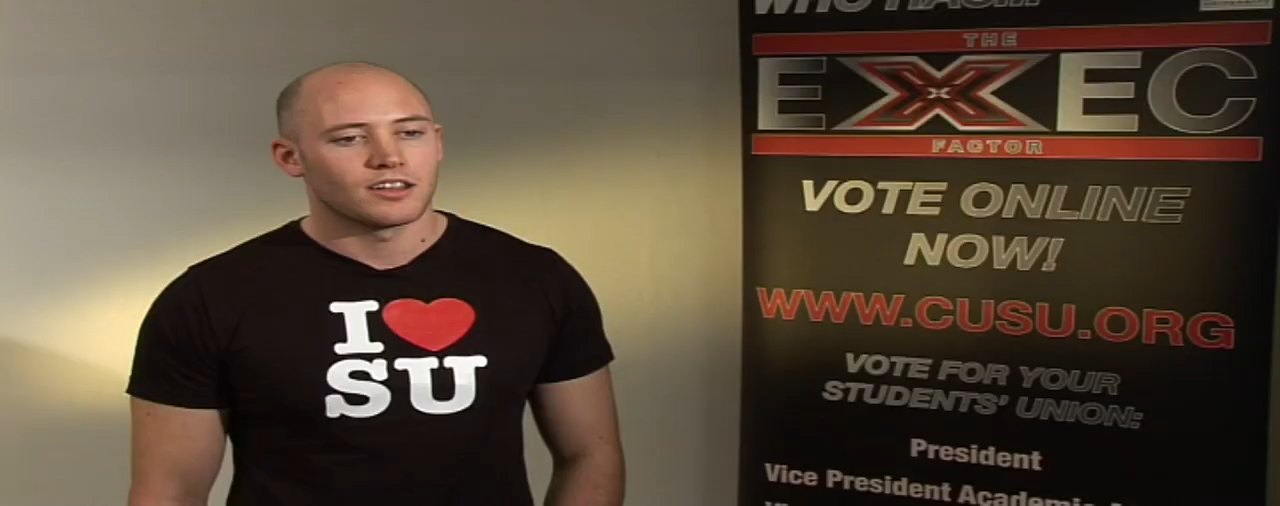 THE
EXEC
FACTOR
VOTE ONLINE
NOW!
WWW.CUSU.ORG
VOTE FOR YOUR
STUDENTS' UNION:
President
Vice President Academic
I ♥
SU